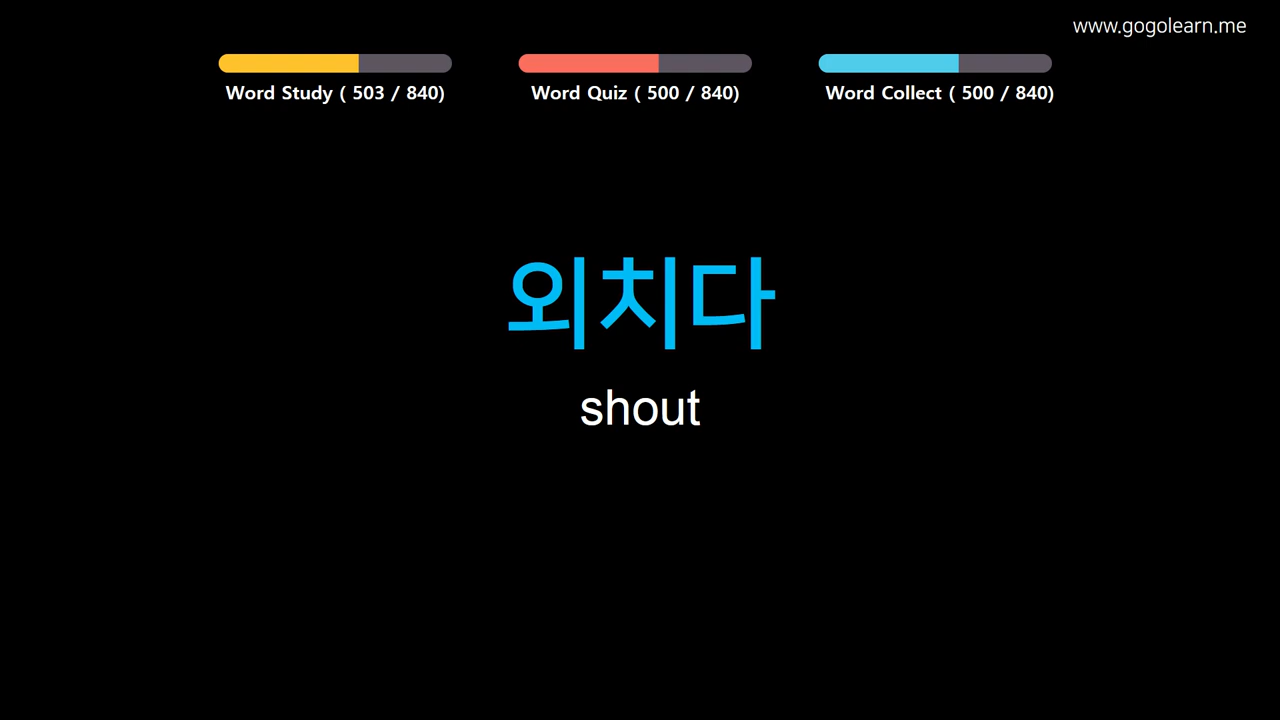 www.gogolearn.me
Word Study ( 503 / 840)
Word Quiz ( 500 / 840)
Word Collect ( 500 / 840)
외치다
shout